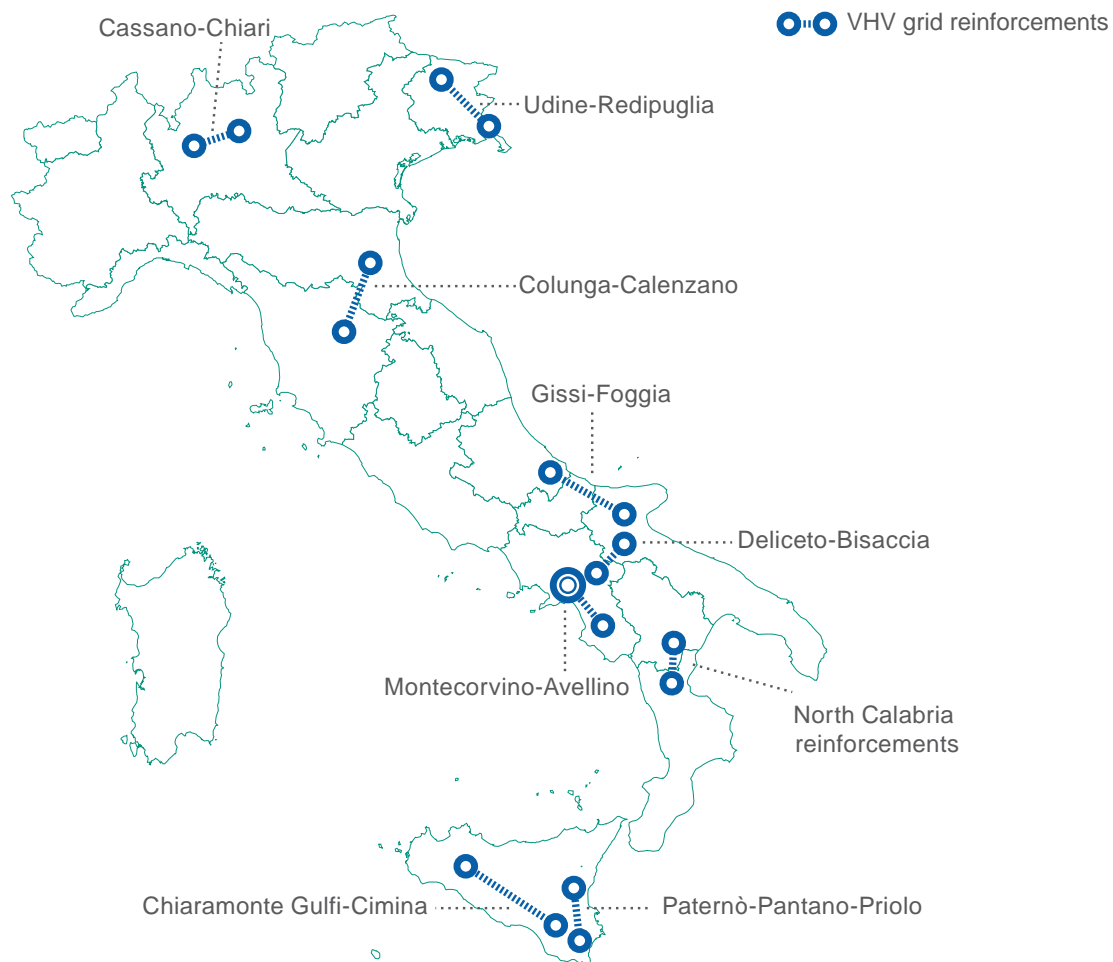 Cassano-Chiari
VHV grid reinforcements
Udine-Redipuglia
Colunga-Calenzano
Gissi-Foggia
Deliceto-Bisaccia
Montecorvino-Avellino
North Calabria
reinforcements
Chiaramonte Gulfi-Cimina
Paternò-Pantano-Priolo